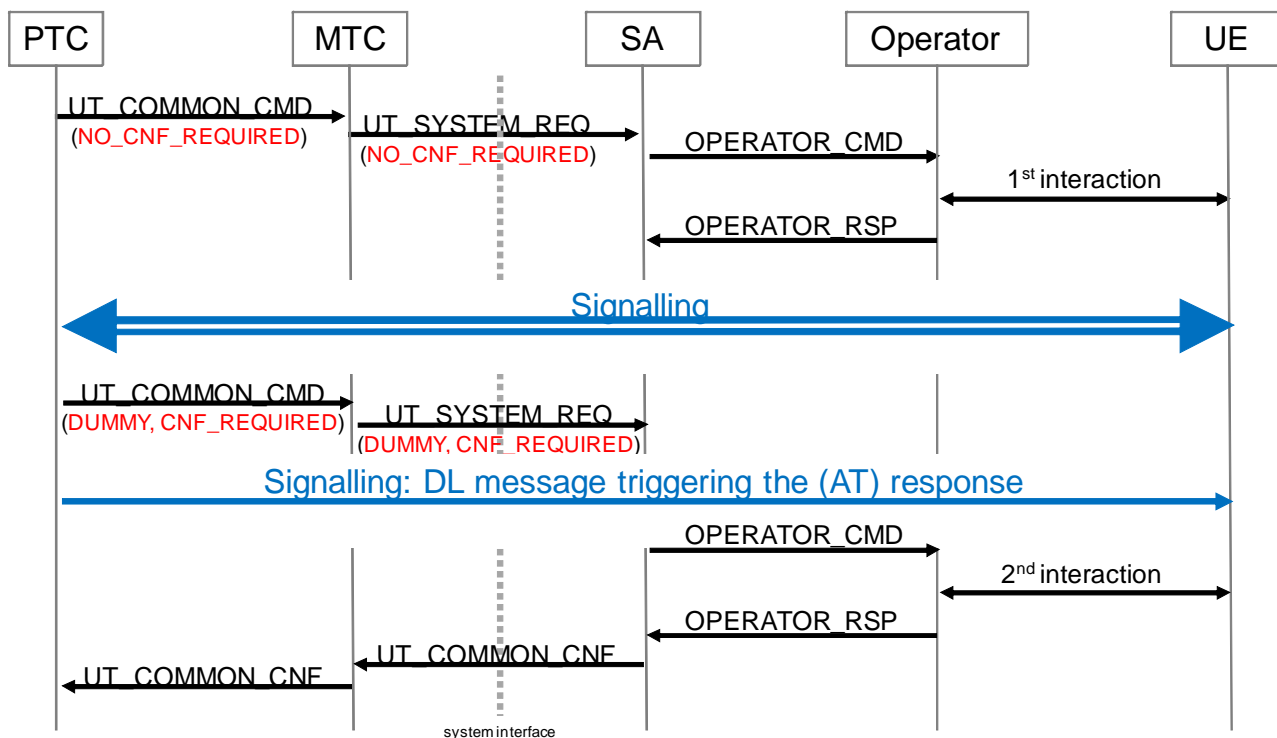 PTC MTC SA Operator UE
UT_COMMON_CMD
(NO_CNF_REQUIRED)
UT_SYSTEM_REQ
(NO_CNF_REQUIRED)
OPERATOR_CMD
1st interaction
OPERATOR_RSP
Signalling
UT_COMMON_CMD
(DUMMY, CNF_REQUIRED)
UT_SYSTEM_REQ
(DUMMY, CNF_REQUIRED)
Signalling: DL message triggering the (AT) response
OPERATOR_CMD
2nd interaction
OPERATOR_RSP
UT_COMMON_CNF
UT_COMMON_CNF
system interface